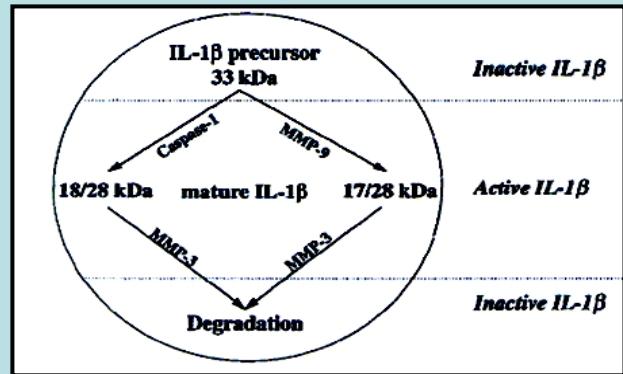 IL-1β precursor
33 kDa
Inactive IL-1β
Caspase-1
MMP-9
18/28 kDa
mature IL-1β
17/28 kDa
Active IL-1β
MMP-3
MMP-3
Degradation
Inactive IL-1β